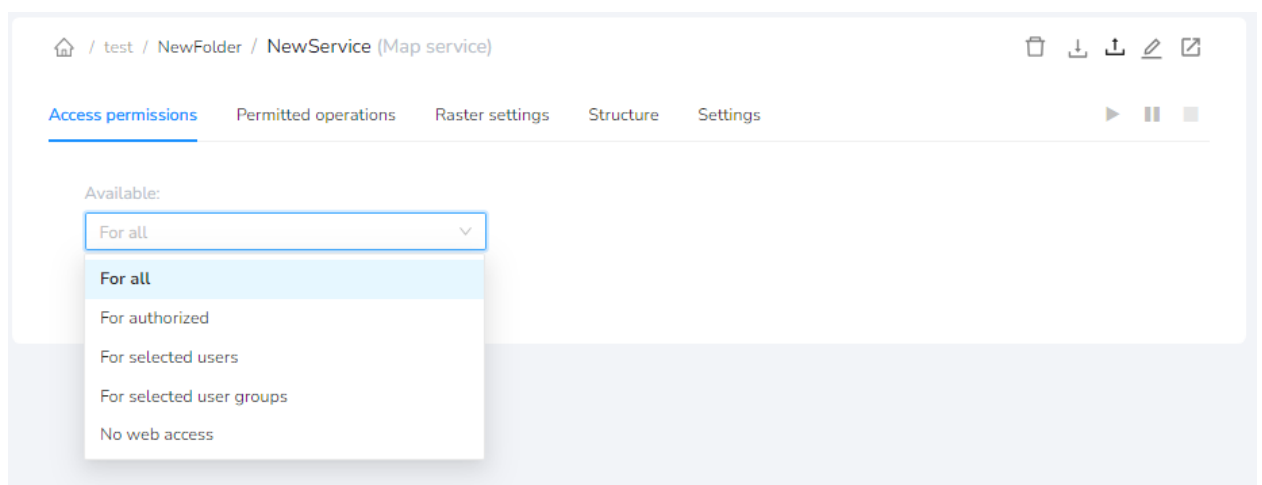 / test / NewFolder / NewService (Map service)
Access permissions Permitted operations Raster settings Structure Settings
Available:
For all
For all
For authorized
For selected users
For selected user groups
No web access